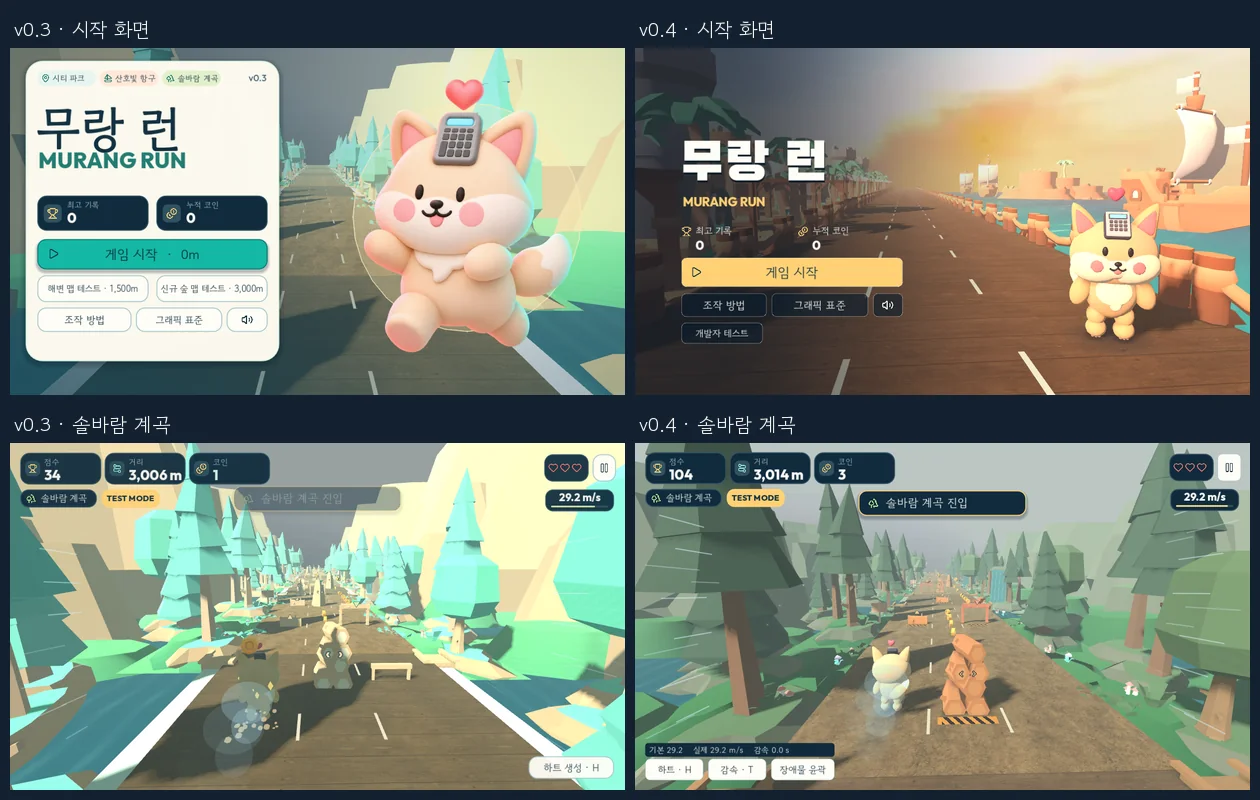 v0.3 · 시작 화면
시티 파크
산호빛 항구
솔바람 계곡
v0.3
무랑 런
MURANG RUN
최고 기록
0
누적 코인
0
게임 시작 · 0m
해변 맵 테스트 · 1,500m
신규 숲 맵 테스트 · 3,000m
조작 방법
그래픽 표준
v0.4 · 시작 화면
무랑 런
MURANG RUN
최고 기록
0
누적 코인
0
게임 시작
조작 방법
그래픽 표준
개발자 테스트
v0.3 · 솔바람 계곡
점수
34
거리
3,006 m
코인
1
솔바람 계곡
TEST MODE
솔바람 계곡 진입
29.2 m/s
하트 생성 · H
v0.4 · 솔바람 계곡
점수
104
거리
3,014 m
코인
3
솔바람 계곡
TEST MODE
솔바람 계곡 진입
29.2 m/s
기본 29.2 실제 29.2 m/s 감속 0.0 s
하트 · H
감속 · T
장애물 윤곽